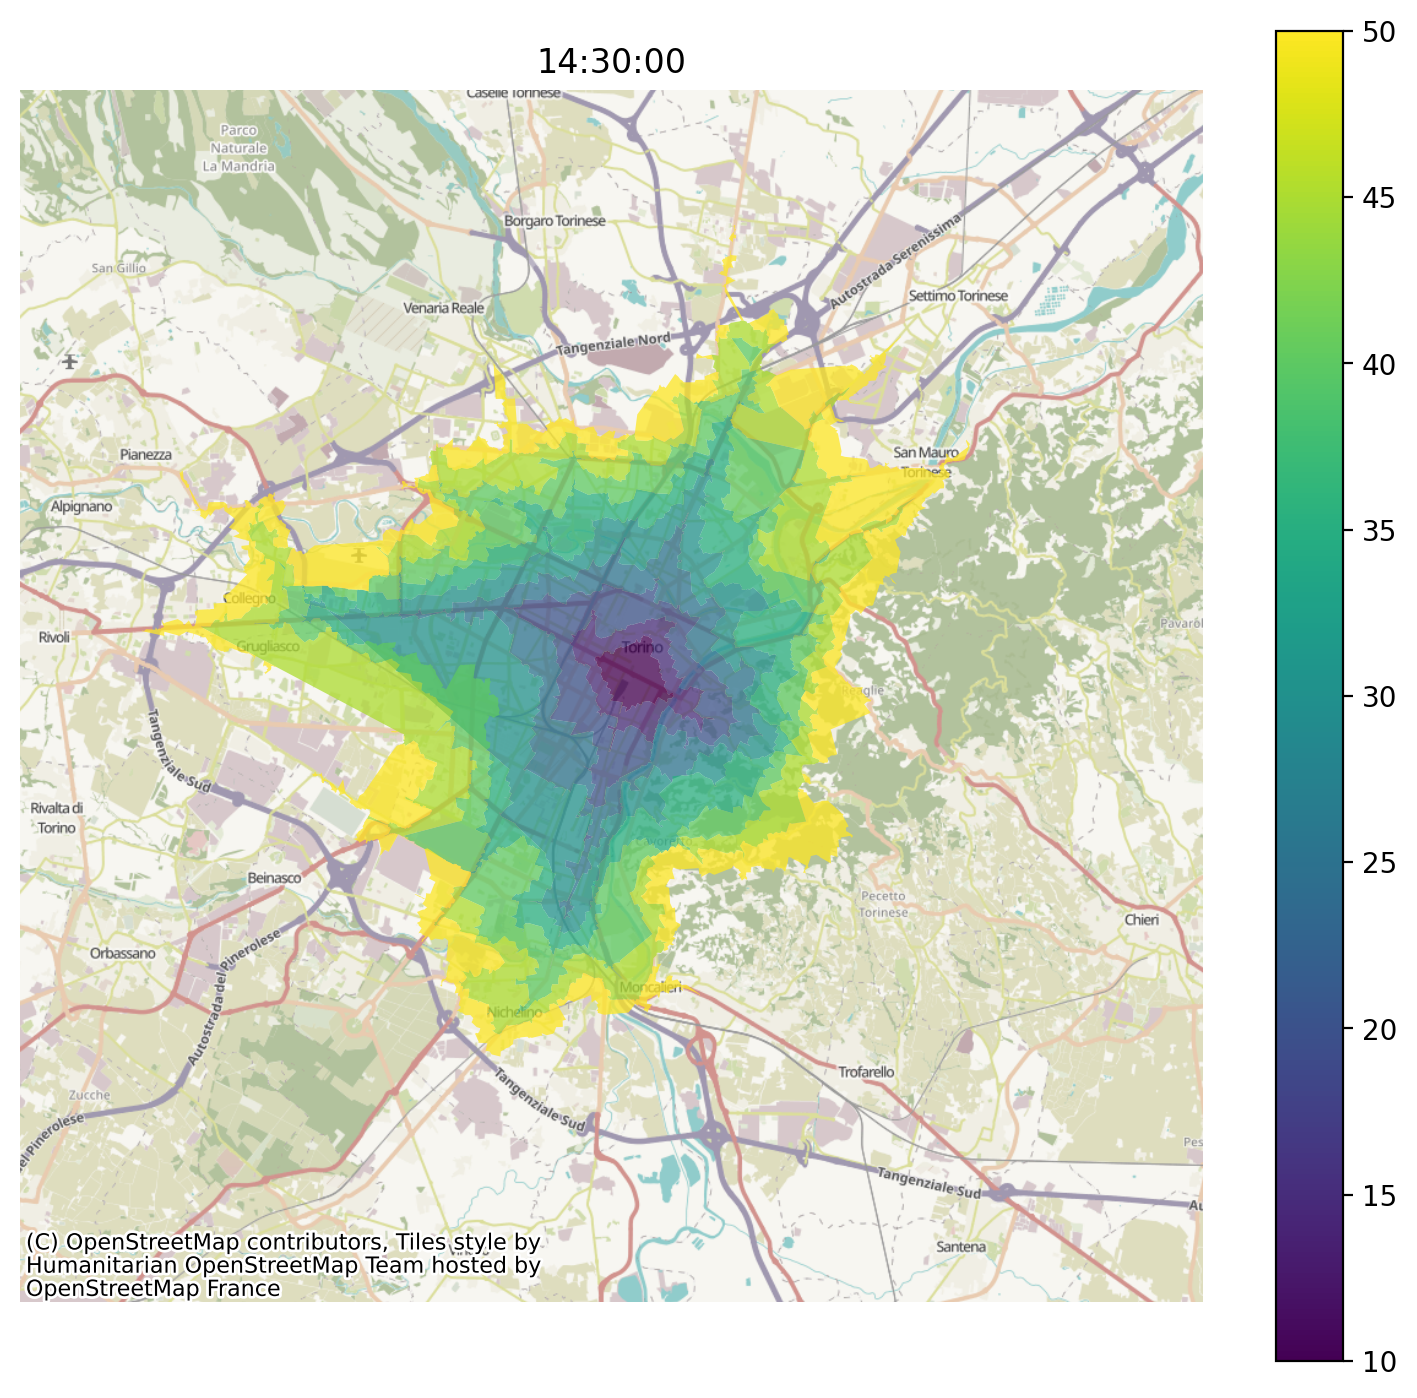 14:30:00
50
Caselle Torinese
Parco
Naturale
La Mandria
45
Borgaro Torinese
Autostrada Serenissima
San Gillio
Settimo Torinese
Venaria Reale
Tangenziale Nord
40
Pianezza
San Mauro
Torinese
Alpignano
35
Collegno
Rivoli
Grugliasco
Torino
30
Reaglie
Tangenziale Sud
Rivalta di
Torino
25
Beinasco
Pecetto
Torinese
Chieri
Orbassano
Autostrada del Pinerolese
Moncalieri
Nichelino
20
Trofarello
Zucche
Tangenziale Sud
Tangenziale Sud
15
Santena
(C) OpenStreetMap contributors, Tiles style by
Humanitarian OpenStreetMap Team hosted by
OpenStreetMap France
10